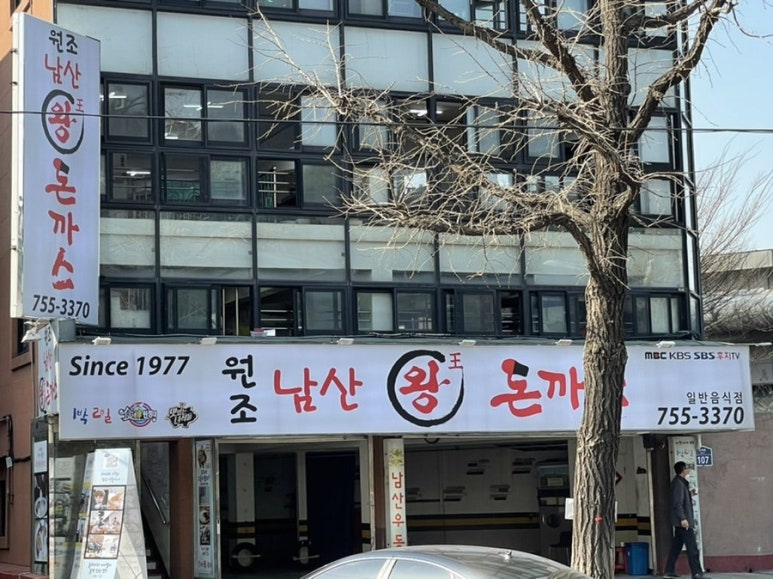 원조
남산
왕
王
돈까스
755-3370
Since 1977
원조
남산
왕
王
돈까
MBC KBS SBS 후지TV
1박2일
일반음식점
755-3370
남산우동
107